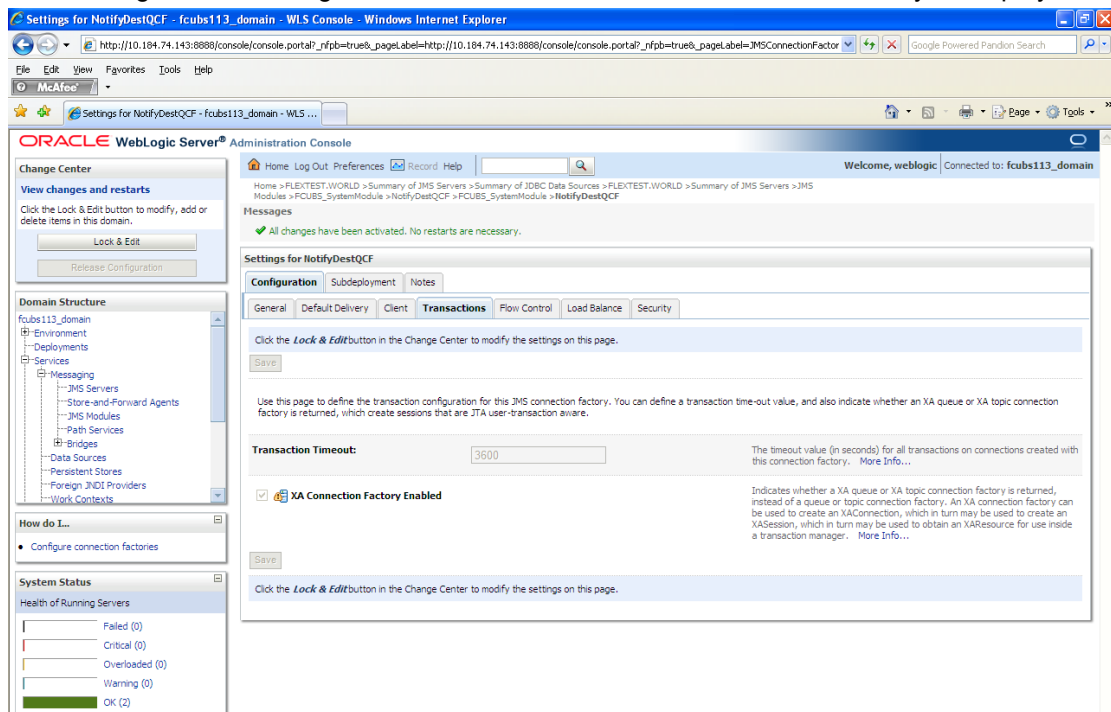 Settings for NotifyDestQCF - fcubs113_domain - WLS Console - Windows Internet Explorer
http://10.184.74.143:8888/console/console.portal?_nfpb=true&_pageLabel=http://10.184.74.143:8888/console/console.portal?_nfpb=true&_pageLabel=JMSConnectionFactor
Google Powered Pandion Search
File Edit View Favorites Tools Help
McAfee
Settings for NotifyDestQCF - fcubs113_domain - WLS ...
Page Tools
ORACLE WebLogic Server® Administration Console
Change Center
View changes and restarts
Click the Lock & Edit button to modify, add or
delete items in this domain.
Lock & Edit
Release Configuration
Domain Structure
fcubs113_domain
Environment
Deployments
Services
Messaging
JMS Servers
Store-and-Forward Agents
JMS Modules
Path Services
Bridges
Data Sources
Persistent Stores
Foreign JNDI Providers
Work Contexts
How do I...
Configure connection factories
System Status
Health of Running Servers
Failed (0)
Critical (0)
Overloaded (0)
Warning (0)
OK (2)
Home Log Out Preferences Record Help
Welcome, weblogic Connected to: fcubs113_domain
Home >FLEXTEST.WORLD >Summary of JMS Servers >Summary of JDBC Data Sources >FLEXTEST.WORLD >Summary of JMS Servers >JMS
Modules >FCUBS_SystemModule >NotifyDestQCF >FCUBS_SystemModule >NotifyDestQCF
Messages
All changes have been activated. No restarts are necessary.
Settings for NotifyDestQCF
Configuration Subdeployment Notes
General Default Delivery Client Transactions Flow Control Load Balance Security
Click the Lock & Edit button in the Change Center to modify the settings on this page.
Save
Use this page to define the transaction configuration for this JMS connection factory. You can define a transaction time-out value, and also indicate whether an XA queue or XA topic connection
factory is returned, which create sessions that are JTA user-transaction aware.
Transaction Timeout:
3600
The timeout value (in seconds) for all transactions on connections created with
this connection factory. More Info...
XA Connection Factory Enabled
Indicates whether a XA queue or XA topic connection factory is returned,
instead of a queue or topic connection factory. An XA connection factory can
be used to create an XAConnection, which in turn may be used to create an
XASession, which in turn may be used to obtain an XAResource for use inside
a transaction manager. More Info...
Save
Click the Lock & Edit button in the Change Center to modify the settings on this page.